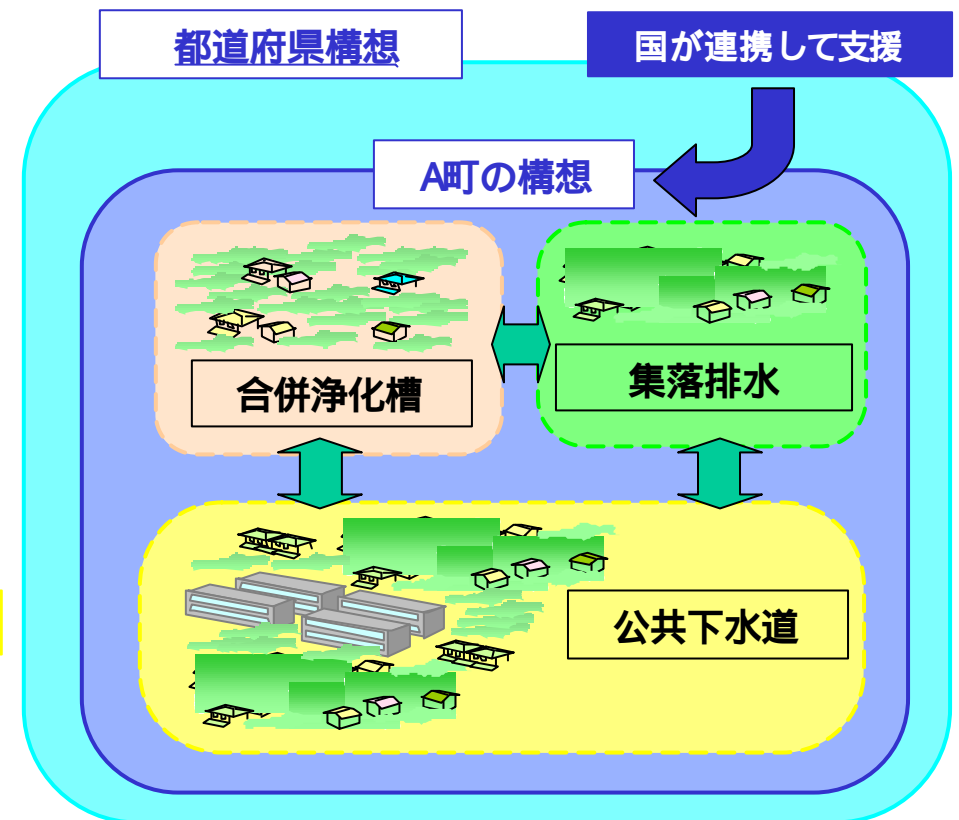 都道府県構想
国が連携して支援
A町の構想
合併浄化槽
集落排水
公共下水道